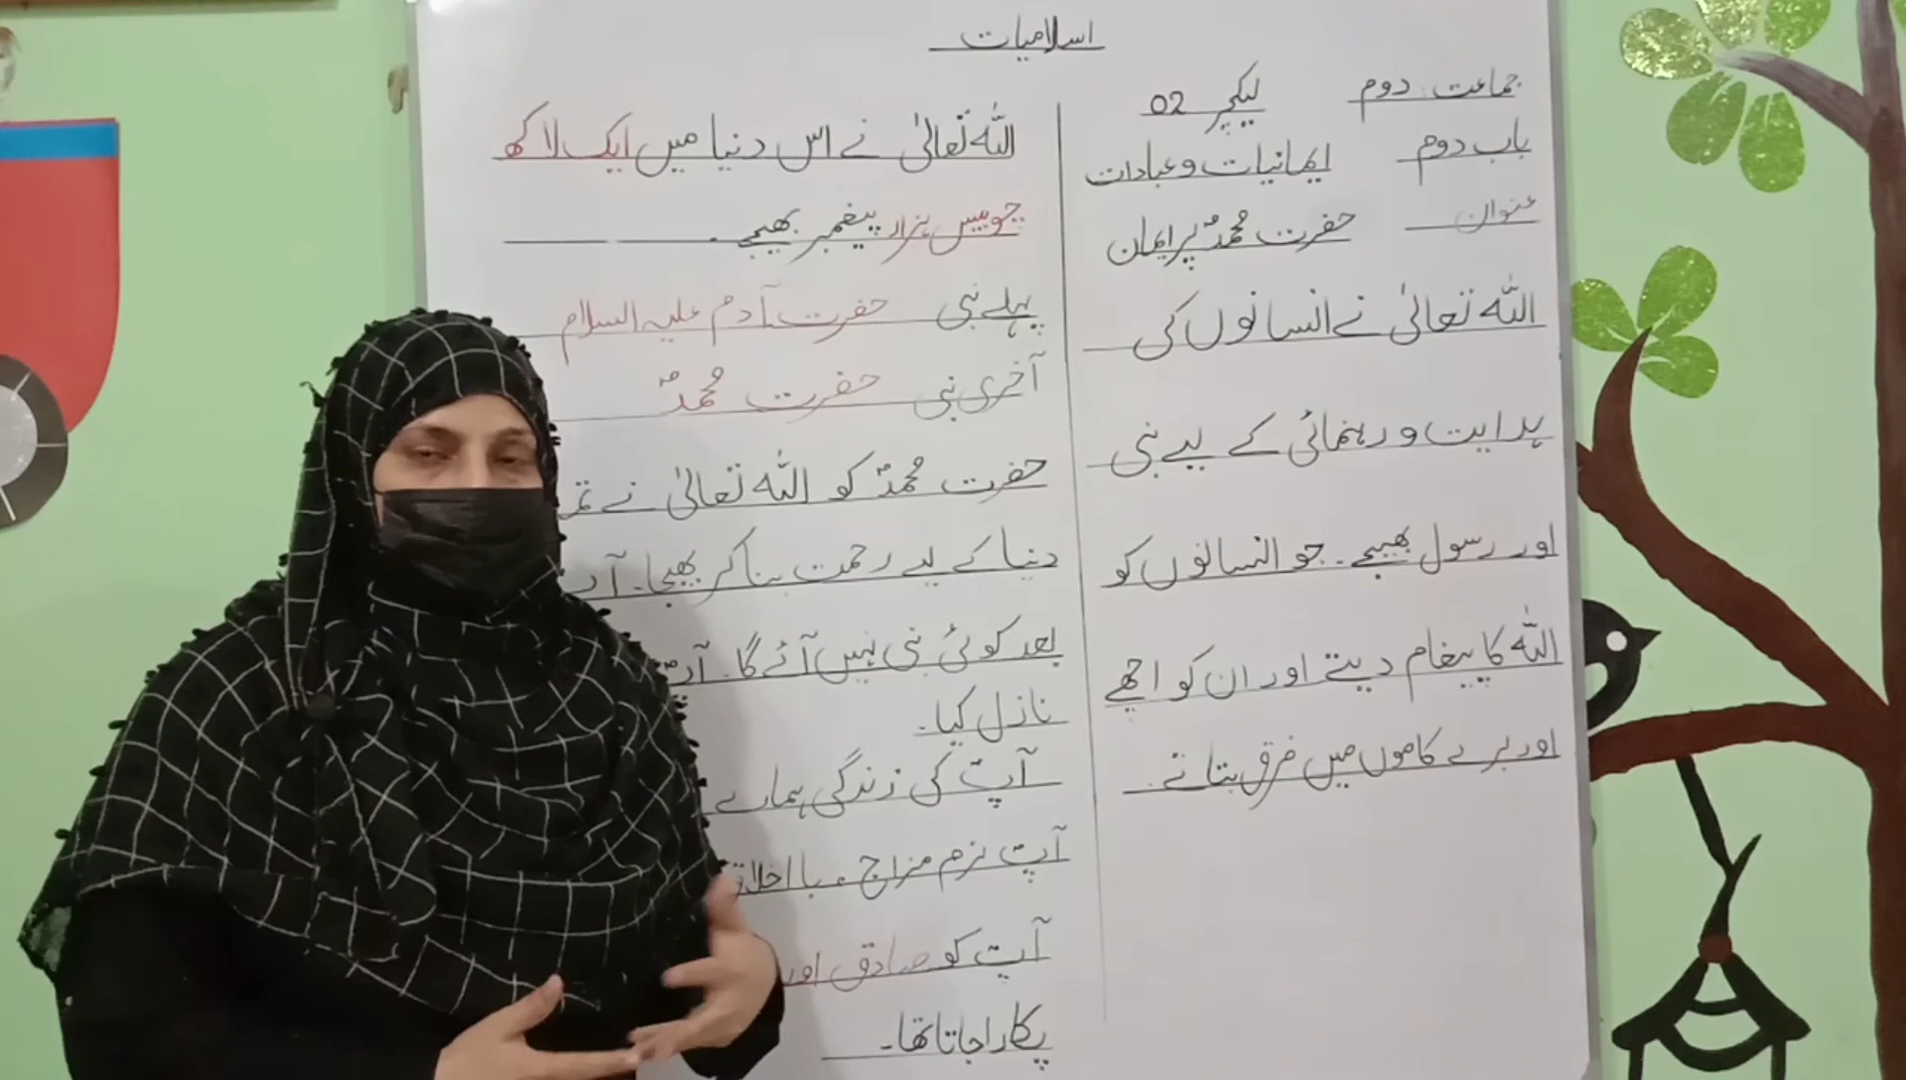 اسلامیات
جماعت : دوم لیکچر 02
باب دوم ایمانیات و عبادات
عنوان حضرت محمدؐ پر ایمان
اللہ تعالیٰ نے انسانوں کی
ہدایت و رہنمائی کے لیے نبی
اور رسول بھیجے ۔ جو انسانوں کو
اللہ کا پیغام دیتے اور ان کو اچھے
اور برے کاموں میں فرق بتاتے ۔
اللہ تعالیٰ نے اس دنیا میں ایک لاکھ
چوبیس ہزار پیغمبر بھیجے ۔
پہلے نبی حضرت آدم علیہ السلام
آخری نبی حضرت محمدؐ
حضرت محمدؐ کو اللہ تعالیٰ نے
دنیا کے لیے رحمت بنا کر بھیجا ۔
بعد کوئی نبی نہیں آئے گا ۔ آپؐ
نازل کیا ۔
آپؐ کی زندگی ہمارے
آپؐ نرم مزاج ، با اخلاق
آپؐ کو صادق اور
پکارا جاتا تھا ۔